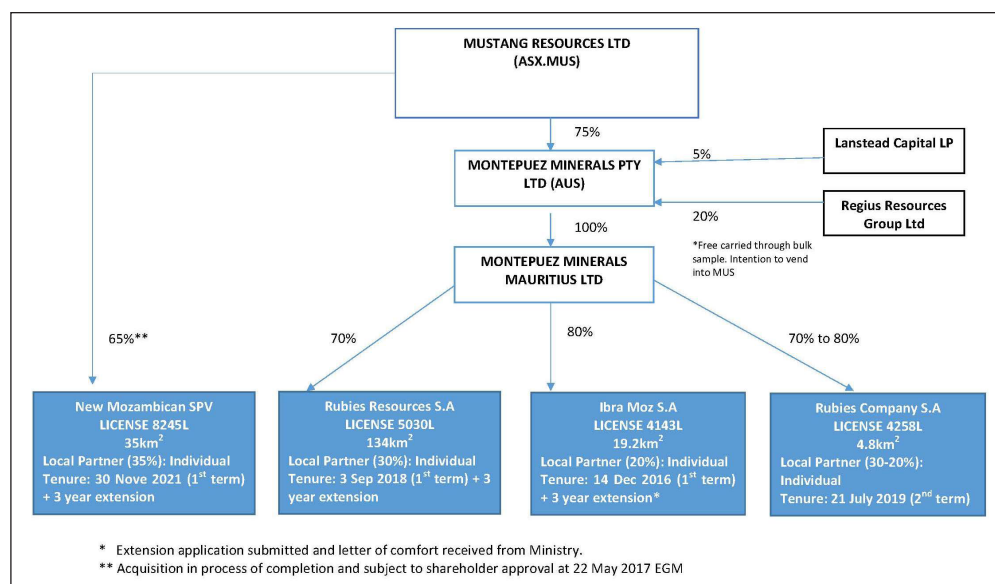 MUSTANG RESOURCES LTD
(ASX.MUS)
75%
MONTEPUEZ MINERALS PTY
LTD (AUS)
5%
Lanstead Capital LP
20%
Regius Resources
Group Ltd
*Free carried through bulk
sample. Intention to vend
into MUS
100%
MONTEPUEZ MINERALS
MAURITIUS LTD
65%**
70%
80%
70% to 80%
New Mozambican SPV
LICENSE 8245L
35km²
Local Partner (35%): Individual
Tenure: 30 Nove 2021 (1st term)
+ 3 year extension
Rubies Resources S.A
LICENSE 5030L
134km²
Local Partner (30%): Individual
Tenure: 3 Sep 2018 (1st term) + 3
year extension
Ibra Moz S.A
LICENSE 4143L
19.2km²
Local Partner (20%): Individual
Tenure: 14 Dec 2016 (1st term)
+ 3 year extension*
Rubies Company S.A
LICENSE 4258L
4.8km²
Local Partner (30-20%):
Individual
Tenure: 21 July 2019 (2nd term)
* Extension application submitted and letter of comfort received from Ministry.
** Acquisition in process of completion and subject to shareholder approval at 22 May 2017 EGM